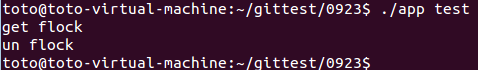 toto@toto-virtual-machine:~/gittest/0923$ ./app test
get flock
un flock
toto@toto-virtual-machine:~/gittest/0923$